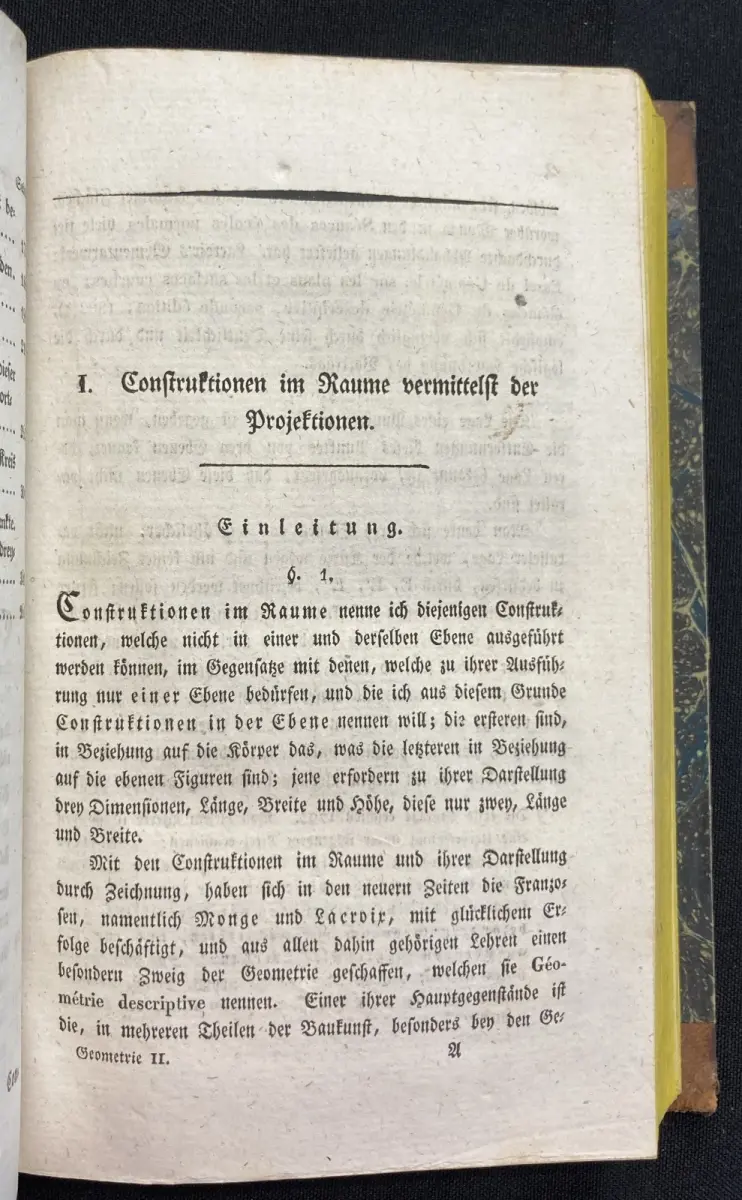 I. Construktionen im Raume vermittelst der
Projektionen.
Einleitung.
§. 1.
Construktionen im Raume nenne ich diejenigen Construk-
tionen, welche nicht in einer und derselben Ebene ausgeführt
werden können, im Gegensatze mit denen, welche zu ihrer Ausfüh-
rung nur einer Ebene bedürfen, und die ich aus diesem Grunde
Construktionen in der Ebene nennen will; die ersteren sind,
in Beziehung auf die Körper das, was die letzteren in Beziehung
auf die ebenen Figuren sind; jene erfordern zu ihrer Darstellung
drey Dimensionen, Länge, Breite und Höhe, diese nur zwey, Länge
und Breite.
Mit den Construktionen im Raume und ihrer Darstellung
durch Zeichnung, haben sich in den neuern Zeiten die Franzo-
sen, namentlich Monge und Lacroix, mit glücklichem Er-
folge beschäftigt, und aus allen dahin gehörigen Lehren einen
besondern Zweig der Geometrie geschaffen, welchen sie Géo-
métrie descriptive nennen. Einer ihrer Hauptgegenstände ist
die, in mehreren Theilen der Baukunst, besonders bey den Ge-
Geometrie II. A